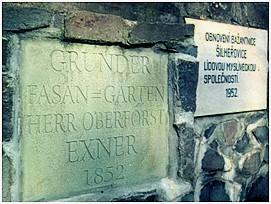 GRÜNDER
FASAN=GARTEN
HERR OBERFÖRST.
EXNER
1852
OBNOVENÍ BAŽANTNICE
ŠILHEŘOVICE
LIDOVOU MYSLIVECKOU
SPOLEČNOSTÍ
1952